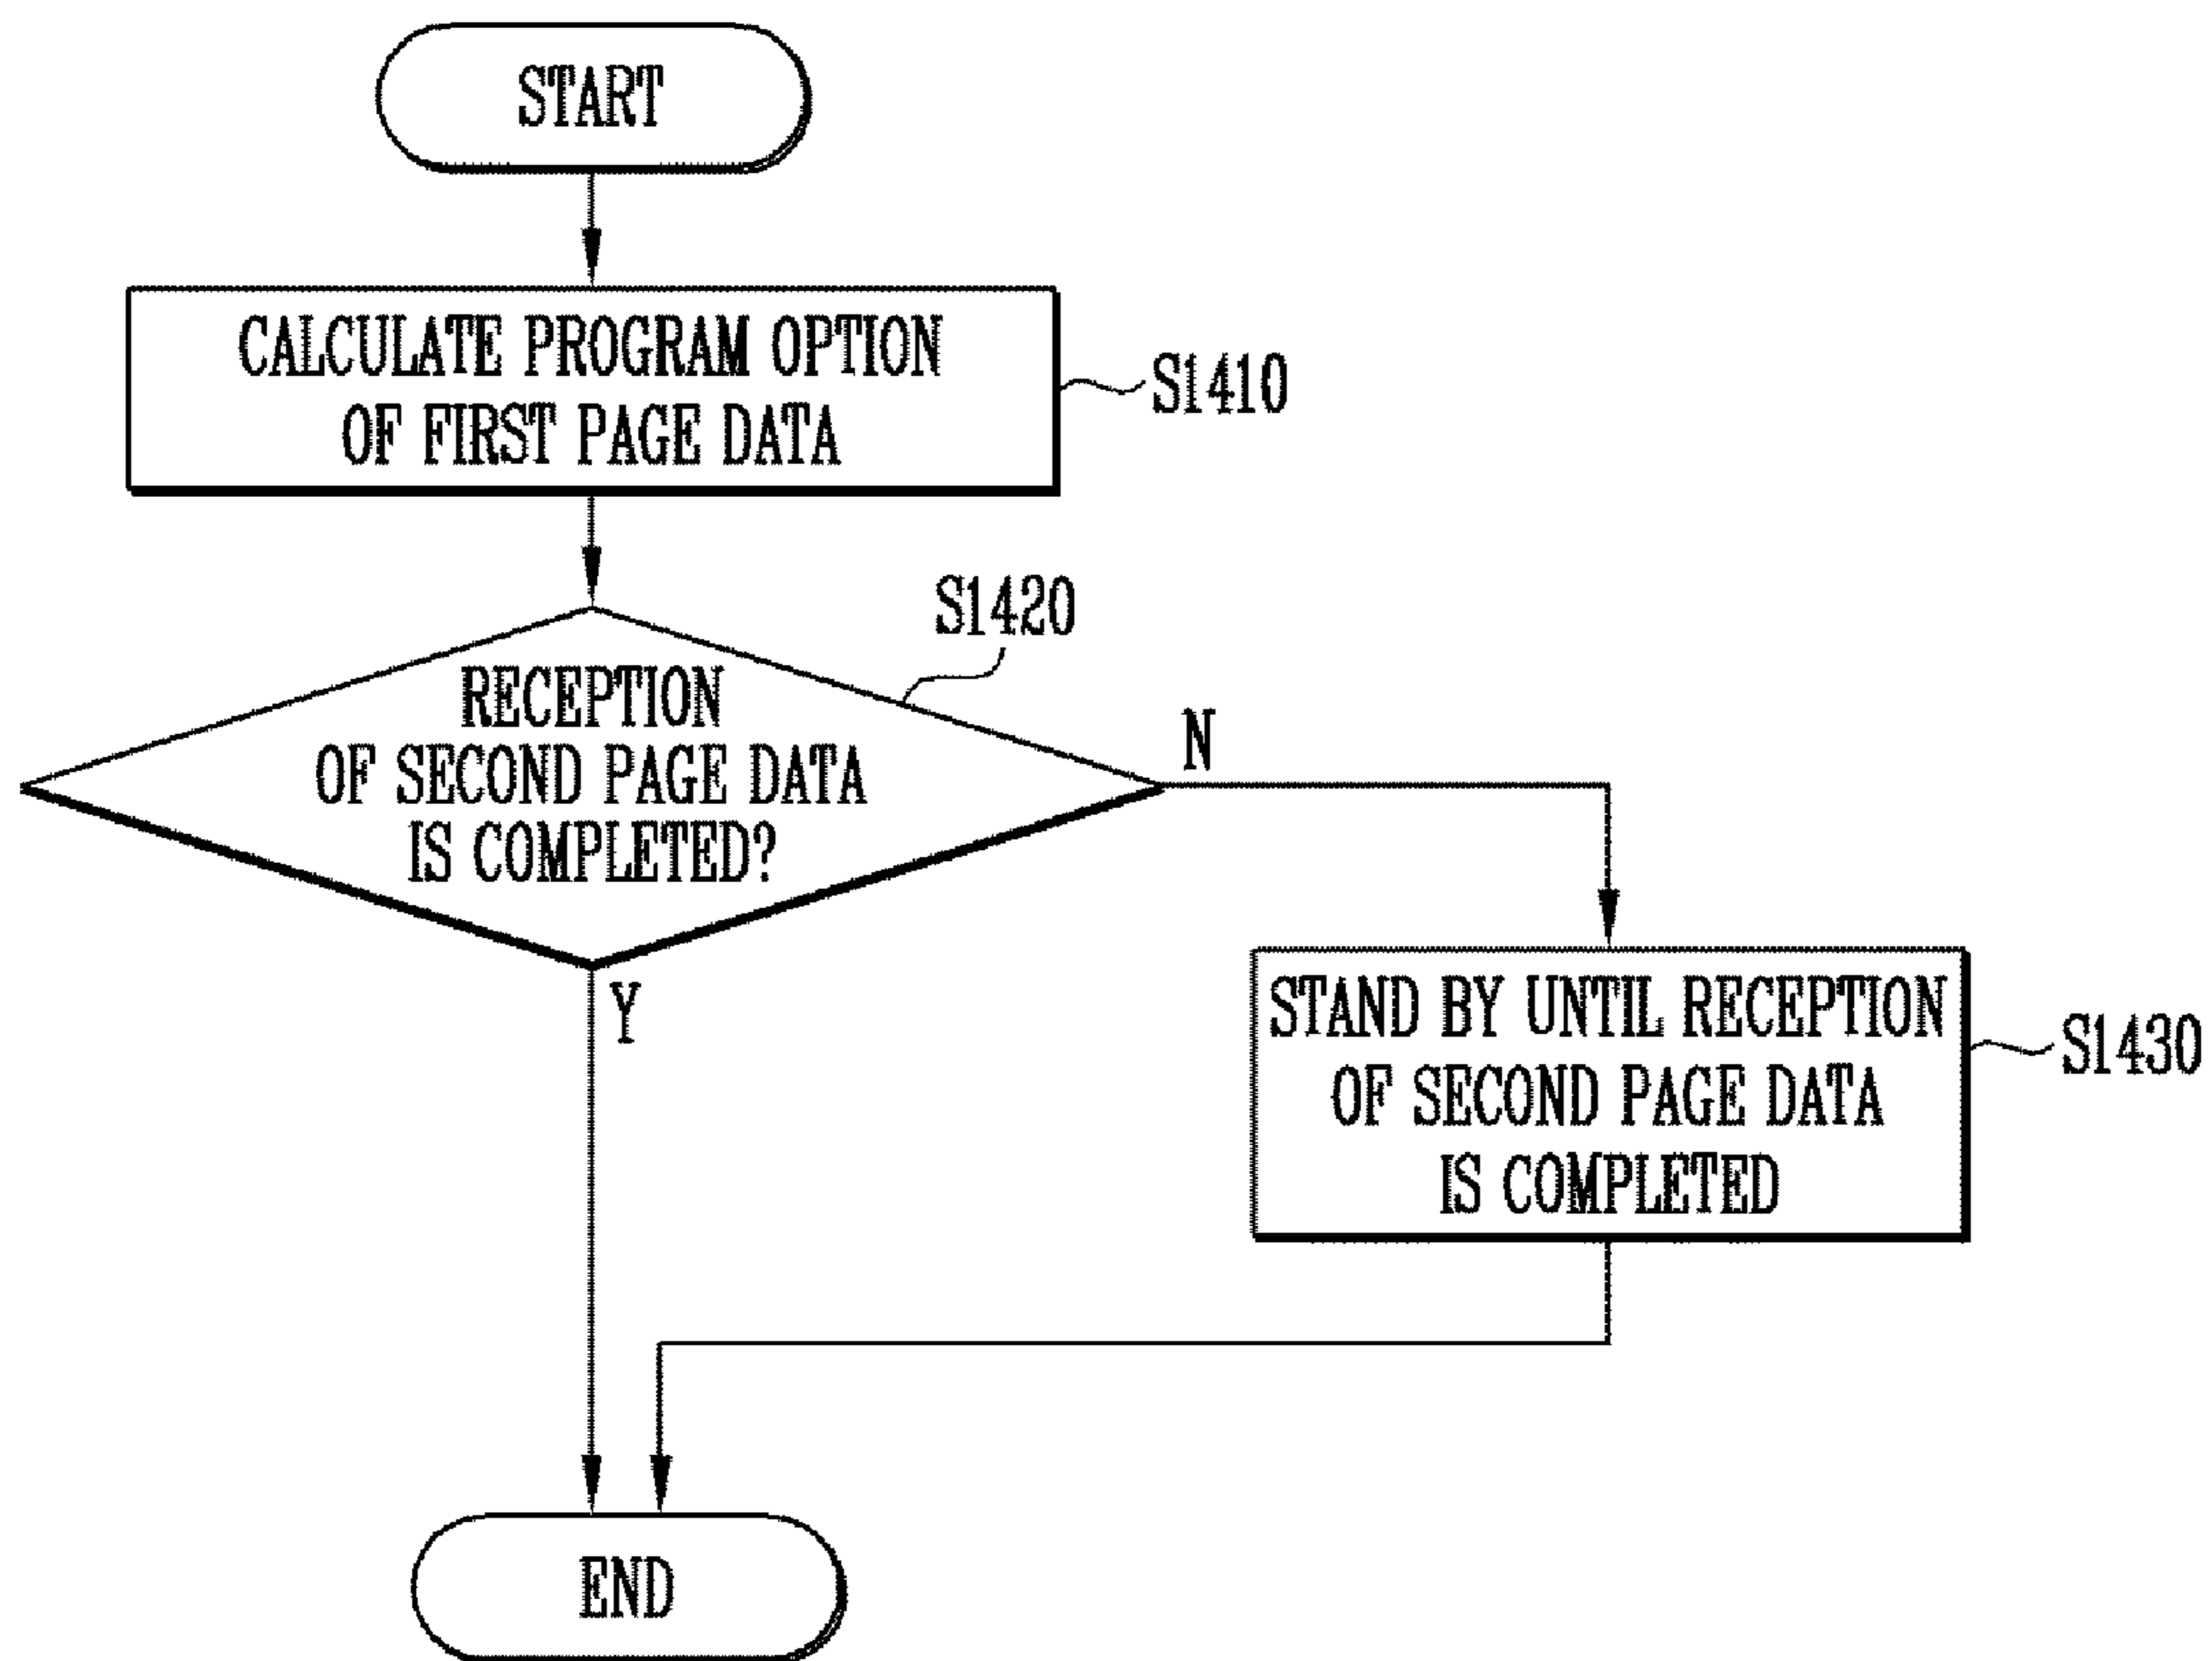 START
CALCULATE PROGRAM OPTION
OF FIRST PAGE DATA
S1410
S1420
RECEPTION
OF SECOND PAGE DATA
IS COMPLETED?
N
Y
STAND BY UNTIL RECEPTION
OF SECOND PAGE DATA
IS COMPLETED
S1430
END